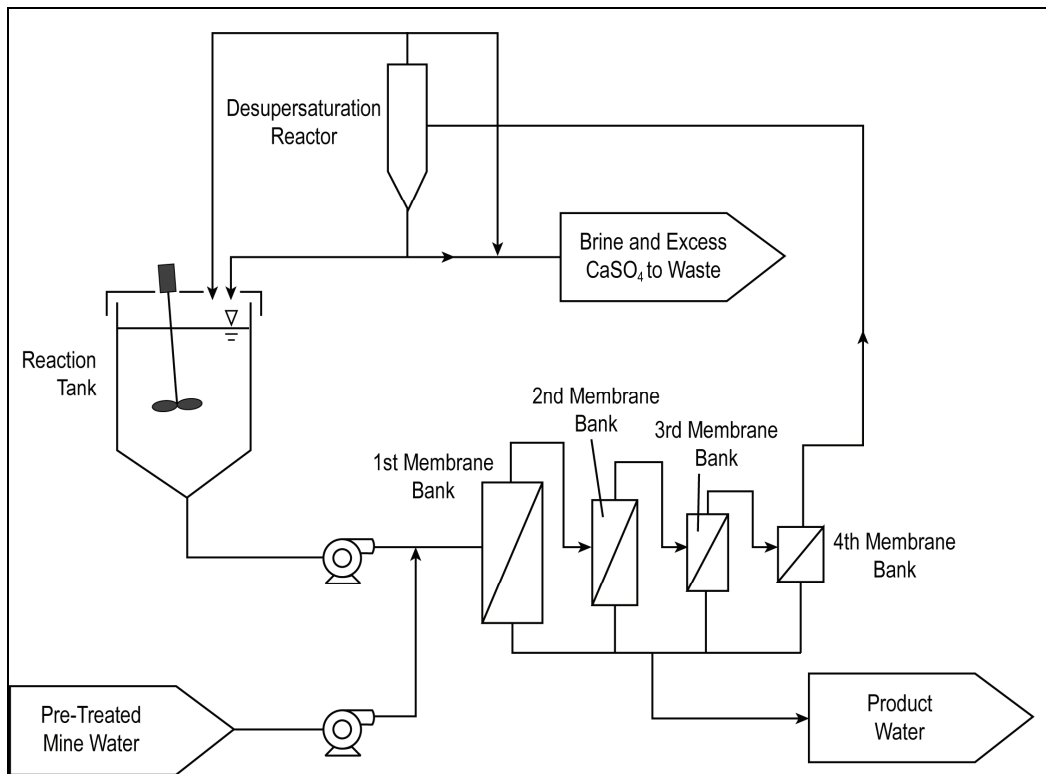 Desupersaturation
Reactor
Brine and Excess
CaSO₄ to Waste
Reaction
Tank
2nd Membrane
Bank
3rd Membrane
Bank
1st Membrane
Bank
4th Membrane
Bank
Pre-Treated
Mine Water
Product
Water